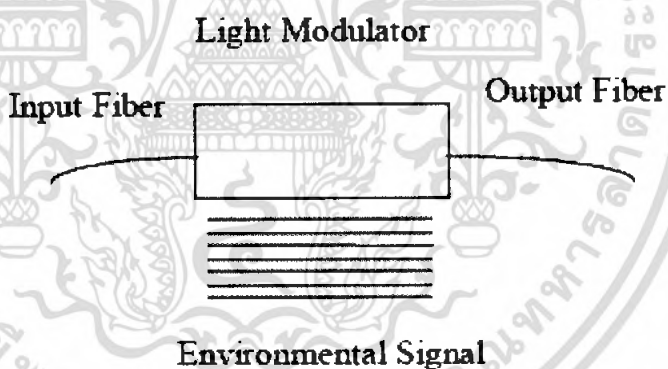 Light Modulator
Input Fiber
Output Fiber
Environmental Signal